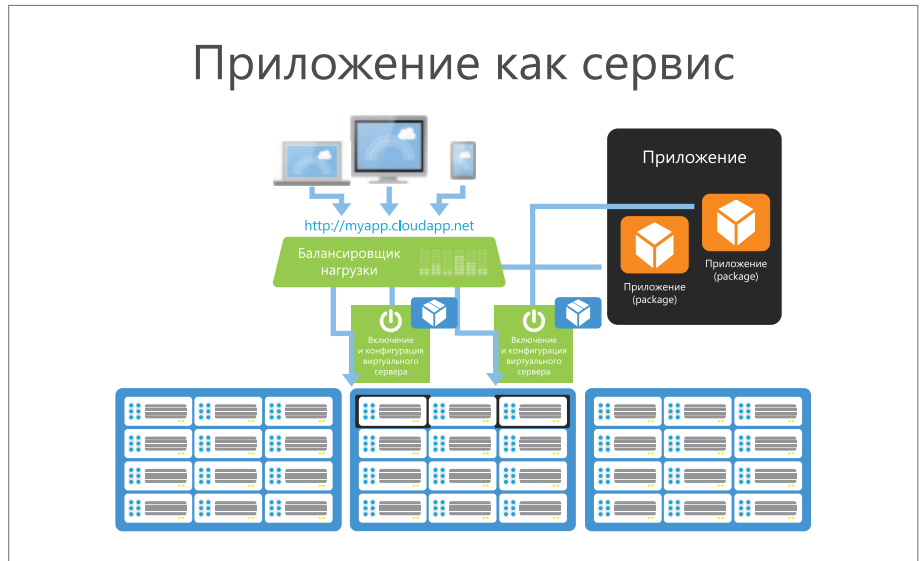 Приложение как сервис
Приложение
http://myapp.cloudapp.net
Балансировщик
нагрузки
Приложение
(package)
Приложение
(package)
Включение
и конфигурация
виртуального
сервера
Включение
и конфигурация
виртуального
сервера